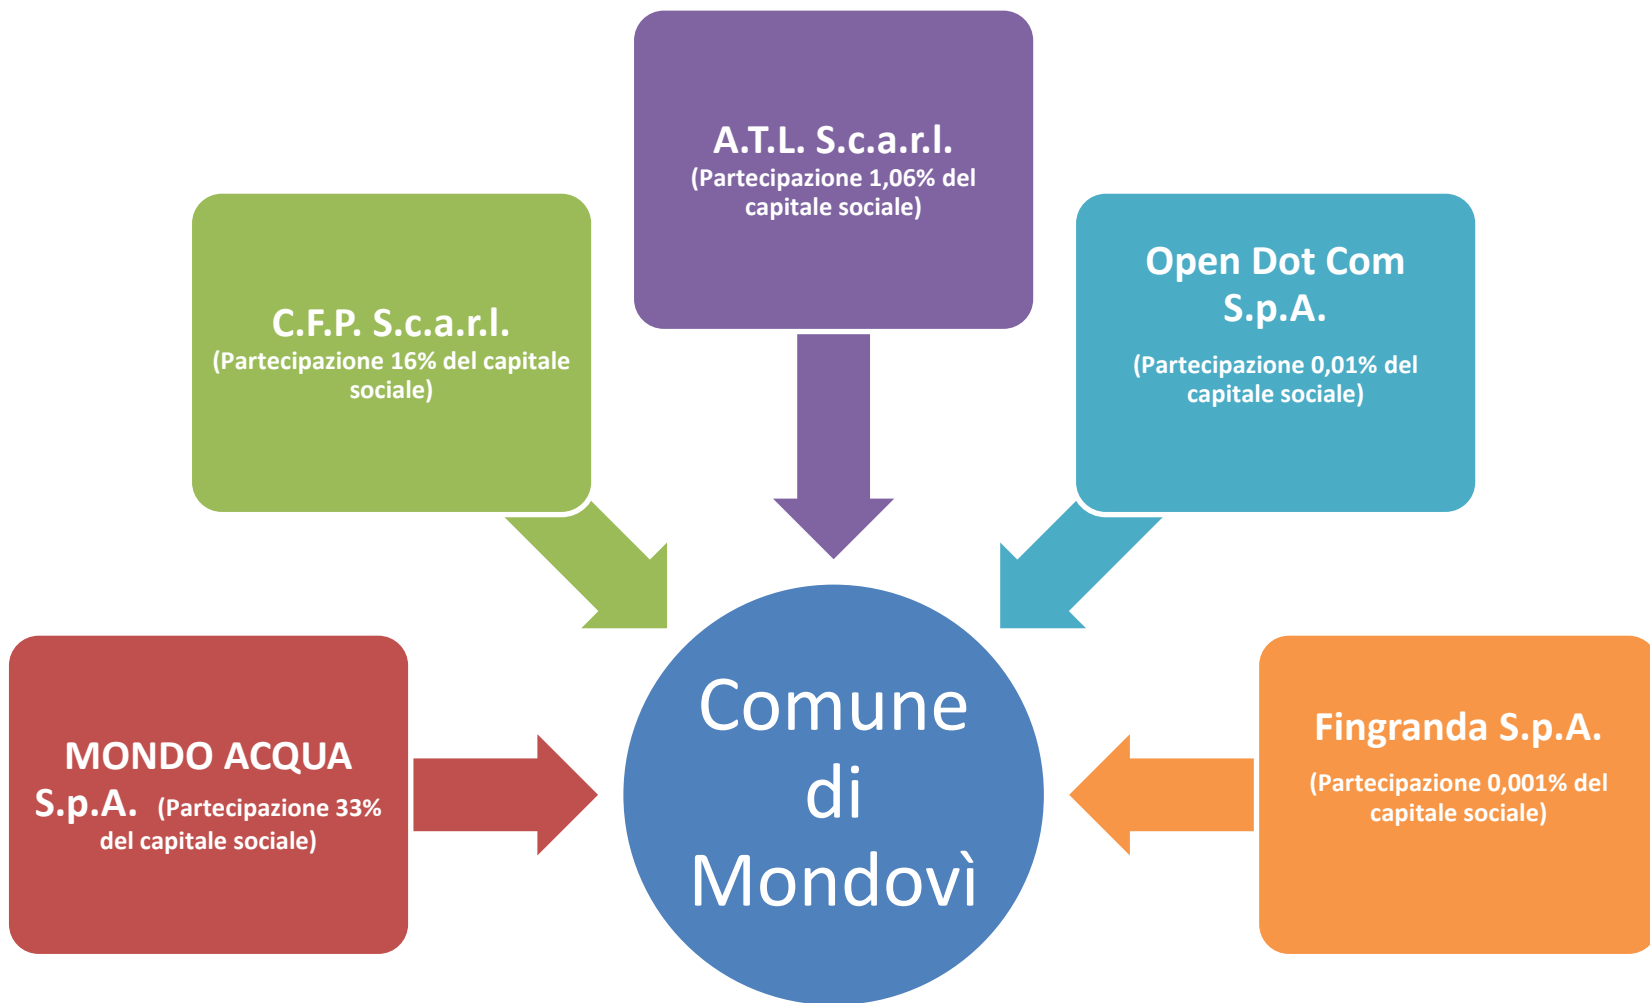 A.T.L. S.c.a.r.l.
(Partecipazione 1,06% del
capitale sociale)
C.F.P. S.c.a.r.l.
(Partecipazione 16% del capitale
sociale)
Open Dot Com
S.p.A.
(Partecipazione 0,01% del
capitale sociale)
MONDO ACQUA
S.p.A. (Partecipazione 33%
del capitale sociale)
Comune
di
Mondovì
Fingranda S.p.A.
(Partecipazione 0,001% del
capitale sociale)